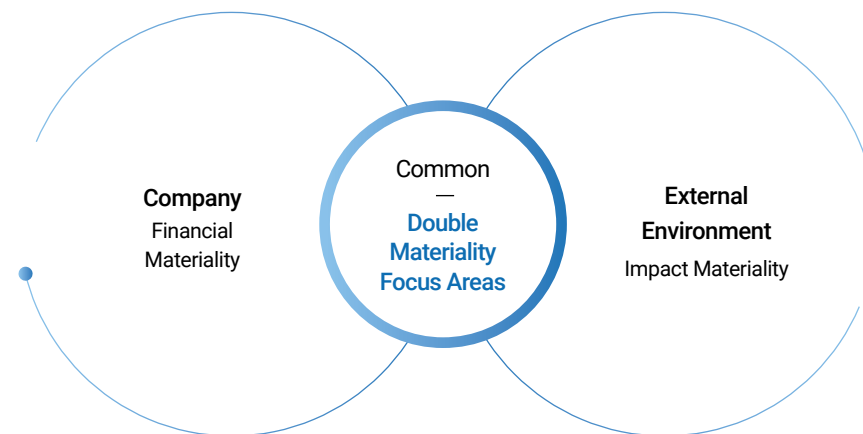 Company
Financial
Materiality
Common
—
Double
Materiality
Focus Areas
External
Environment
Impact Materiality